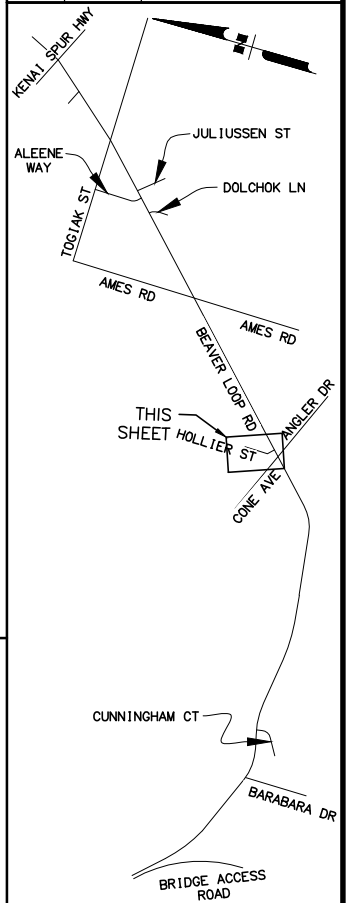 KENAI SPUR HWY
JULIUSSEN ST
ALEENE
WAY
DOLCHOK LN
TOGIAK ST
AMES RD
AMES RD
BEAVER LOOP RD
ANGLER DR
THIS
SHEET
HOLLIER ST
CONE AVE
CUNNINGHAM CT
BARABARA DR
BRIDGE ACCESS
ROAD